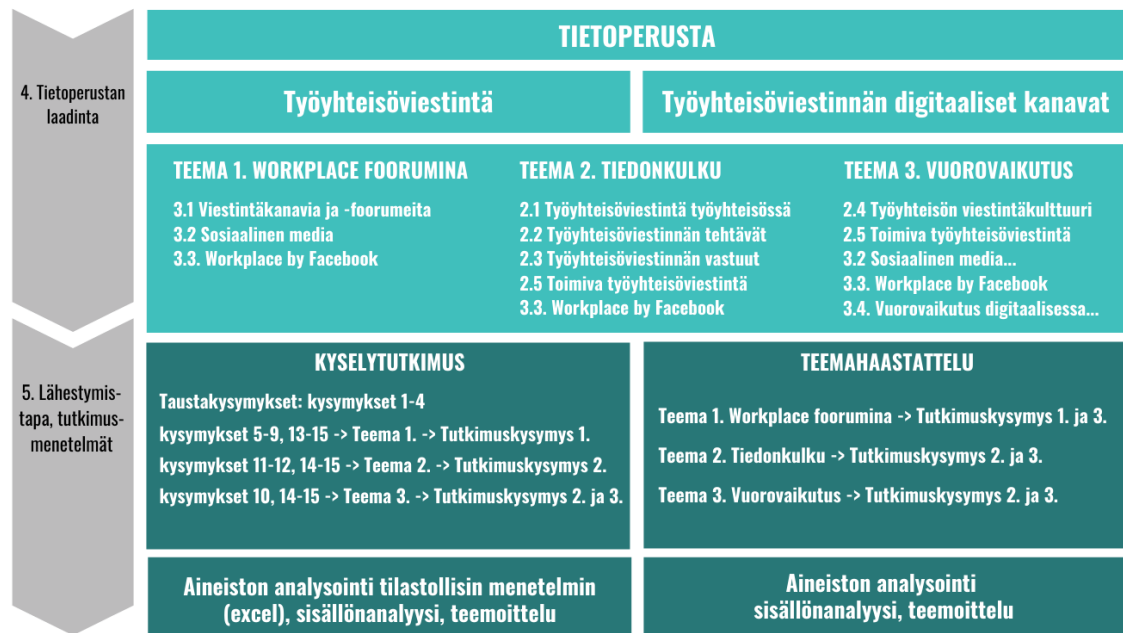 TIETOPERUSTA
4. Tietoperustan
laadinta
Työyhteisöviestintä
Työyhteisöviestinnän digitaaliset kanavat
TEEMA 1. WORKPLACE FOORUMINA
3.1 Viestintäkanavia ja -foorumeita
3.2 Sosiaalinen media
3.3. Workplace by Facebook
TEEMA 2. TIEDONKULKU
2.1 Työyhteisöviestintä työyhteisössä
2.2 Työyhteisöviestinnän tehtävät
2.3 Työyhteisöviestinnän vastuut
2.5 Toimiva työyhteisöviestintä
3.3. Workplace by Facebook
TEEMA 3. VUOROVAIKUTUS
2.4 Työyhteisön viestintäkulttuuri
2.5 Toimiva työyhteisöviestintä
3.2 Sosiaalinen media...
3.3. Workplace by Facebook
3.4. Vuorovaikutus digitaalisessa...
5. Lähestymis-
tapa, tutkimus-
menetelmät
KYSELYTUTKIMUS
Taustakysymykset: kysymykset 1-4
kysymykset 5-9, 13-15 -> Teema 1. -> Tutkimuskysymys 1.
kysymykset 11-12, 14-15 -> Teema 2. -> Tutkimuskysymys 2.
kysymykset 10, 14-15 -> Teema 3. -> Tutkimuskysymys 2. ja 3.
TEEMAHAASTATTELU
Teema 1. Workplace foorumina -> Tutkimuskysymys 1. ja 3.
Teema 2. Tiedonkulku -> Tutkimuskysymys 2. ja 3.
Teema 3. Vuorovaikutus -> Tutkimuskysymys 2. ja 3.
Aineiston analysointi tilastollisin menetelmin
(excel), sisällönanalyysi, teemoittelu
Aineiston analysointi
sisällönanalyysi, teemoittelu